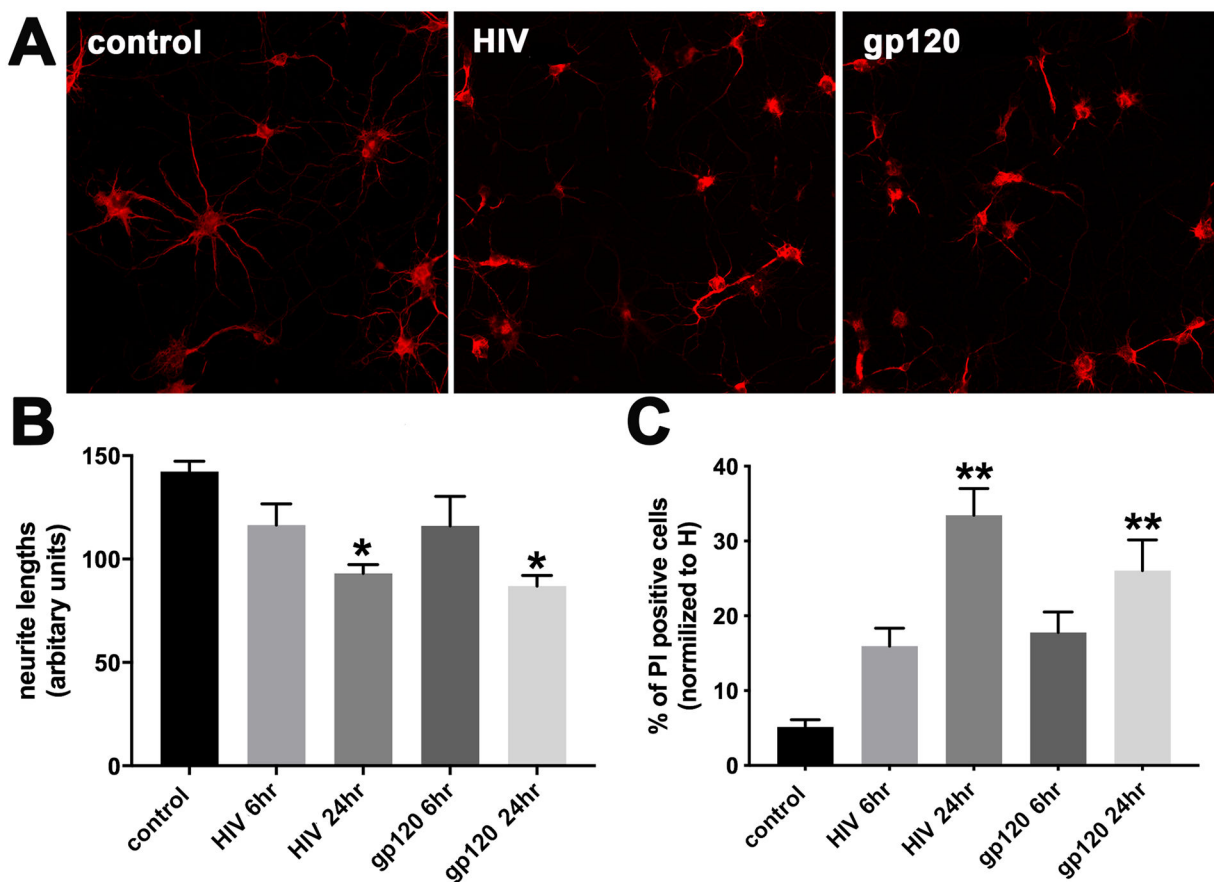 A
control
HIV
gp120
B
neurite lengths
(arbitary units)
150
100
50
0
*
*
control
HIV 6hr
HIV 24hr
gp120 6hr
gp120 24hr
C
% of PI positive cells
(normilized to H)
40
30
20
10
0
**
**
control
HIV 6hr
HIV 24hr
gp120 6hr
gp120 24hr